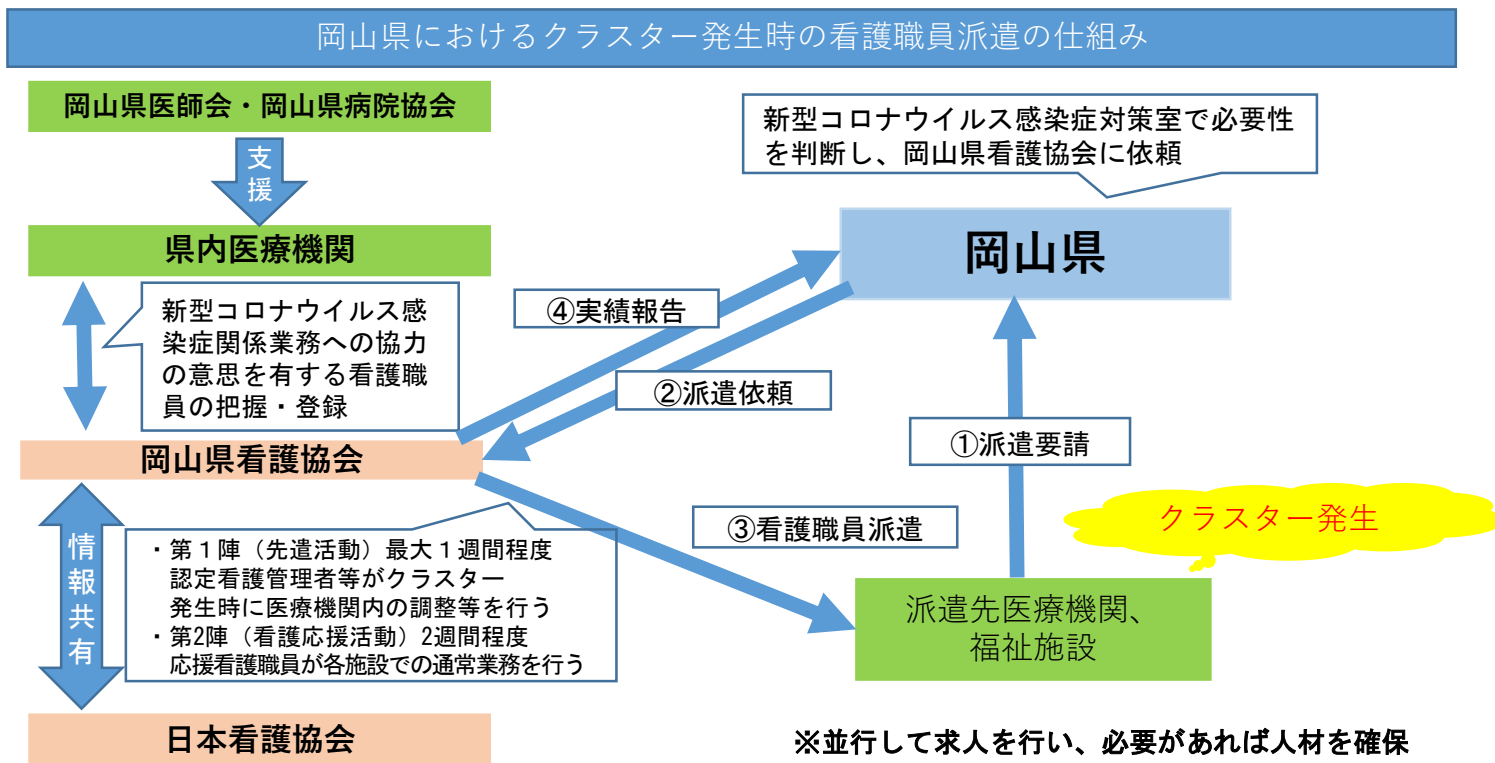 岡山県におけるクラスター発生時の看護職員派遣の仕組み
岡山県医師会・岡山県病院協会
支援
県内医療機関
新型コロナウイルス感
染症関係業務への協力
の意思を有する看護職
員の把握・登録
岡山県看護協会
情報共有
・第１陣（先遣活動）最大１週間程度
認定看護管理者等がクラスター
発生時に医療機関内の調整等を行う
・第2陣（看護応援活動）2週間程度
応援看護職員が各施設での通常業務を行う
日本看護協会
新型コロナウイルス感染症対策室で必要性
を判断し、岡山県看護協会に依頼
岡山県
④実績報告
②派遣依頼
①派遣要請
③看護職員派遣
クラスター発生
派遣先医療機関、
福祉施設
※並行して求人を行い、必要があれば人材を確保